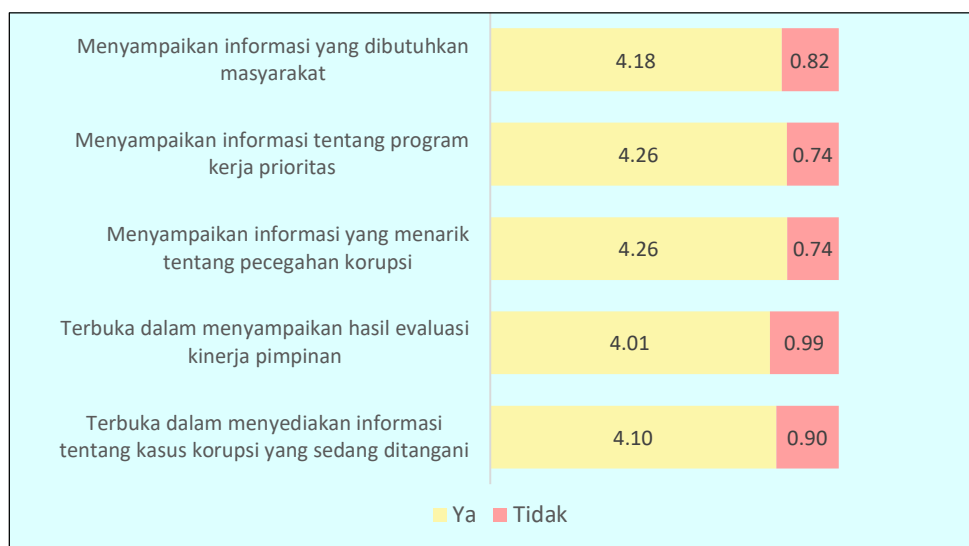 Menyampaikan informasi yang dibutuhkan
masyarakat
4.18 0.82
Menyampaikan informasi tentang program
kerja prioritas
4.26 0.74
Menyampaikan informasi yang menarik
tentang pecegahan korupsi
4.26 0.74
Terbuka dalam menyampaikan hasil evaluasi
kinerja pimpinan
4.01 0.99
Terbuka dalam menyediakan informasi
tentang kasus korupsi yang sedang ditangani
4.10 0.90
Ya Tidak